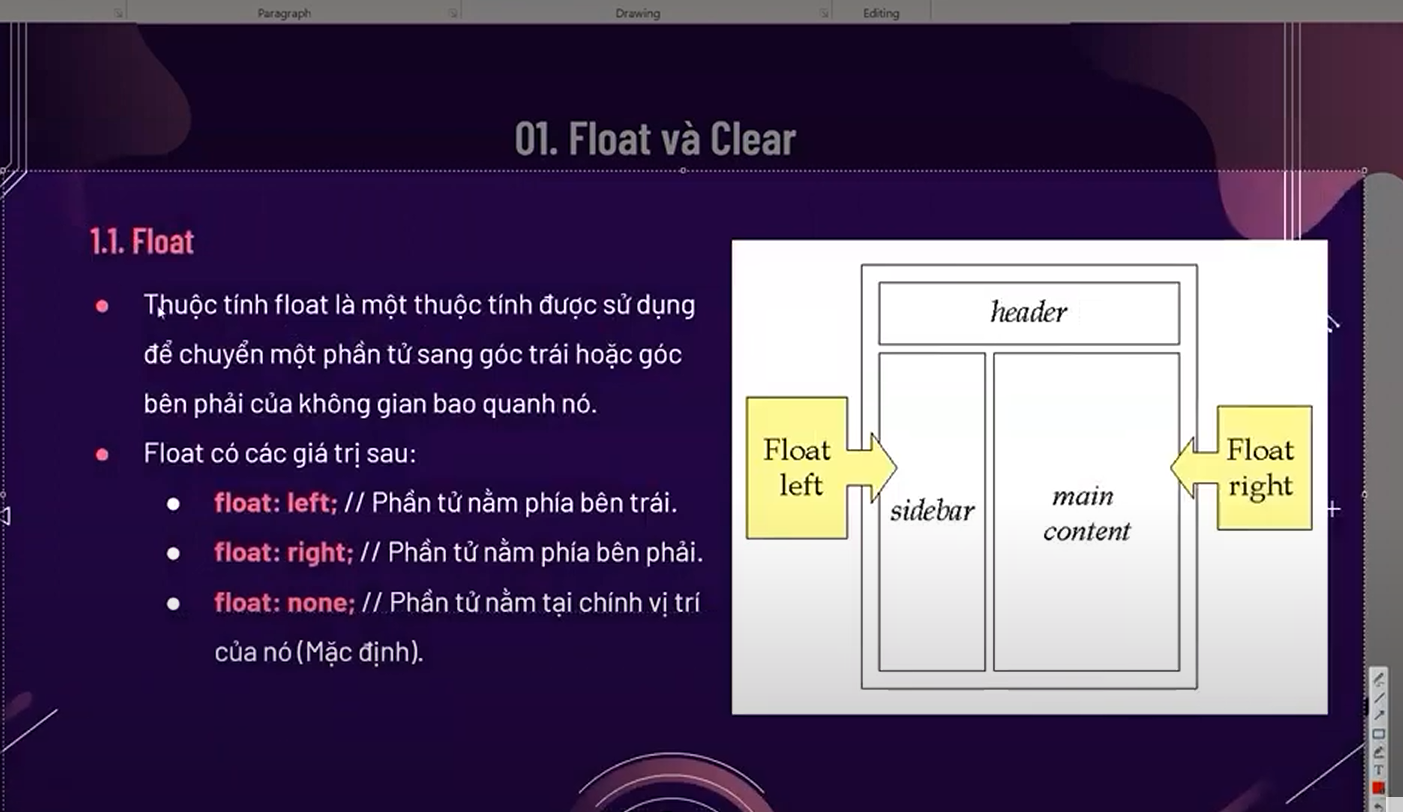 Paragraph
Drawing
Editing
01. Float và Clear
1.1. Float
Thuộc tính float là một thuộc tính được sử dụng
để chuyển một phần tử sang góc trái hoặc góc
bên phải của không gian bao quanh nó.
Float có các giá trị sau:
float: left; // Phần tử nằm phía bên trái.
float: right; // Phần tử nằm phía bên phải.
float: none; // Phần tử nằm tại chính vị trí
của nó (Mặc định).
header
Float
left
sidebar
main
content
Float
right
T